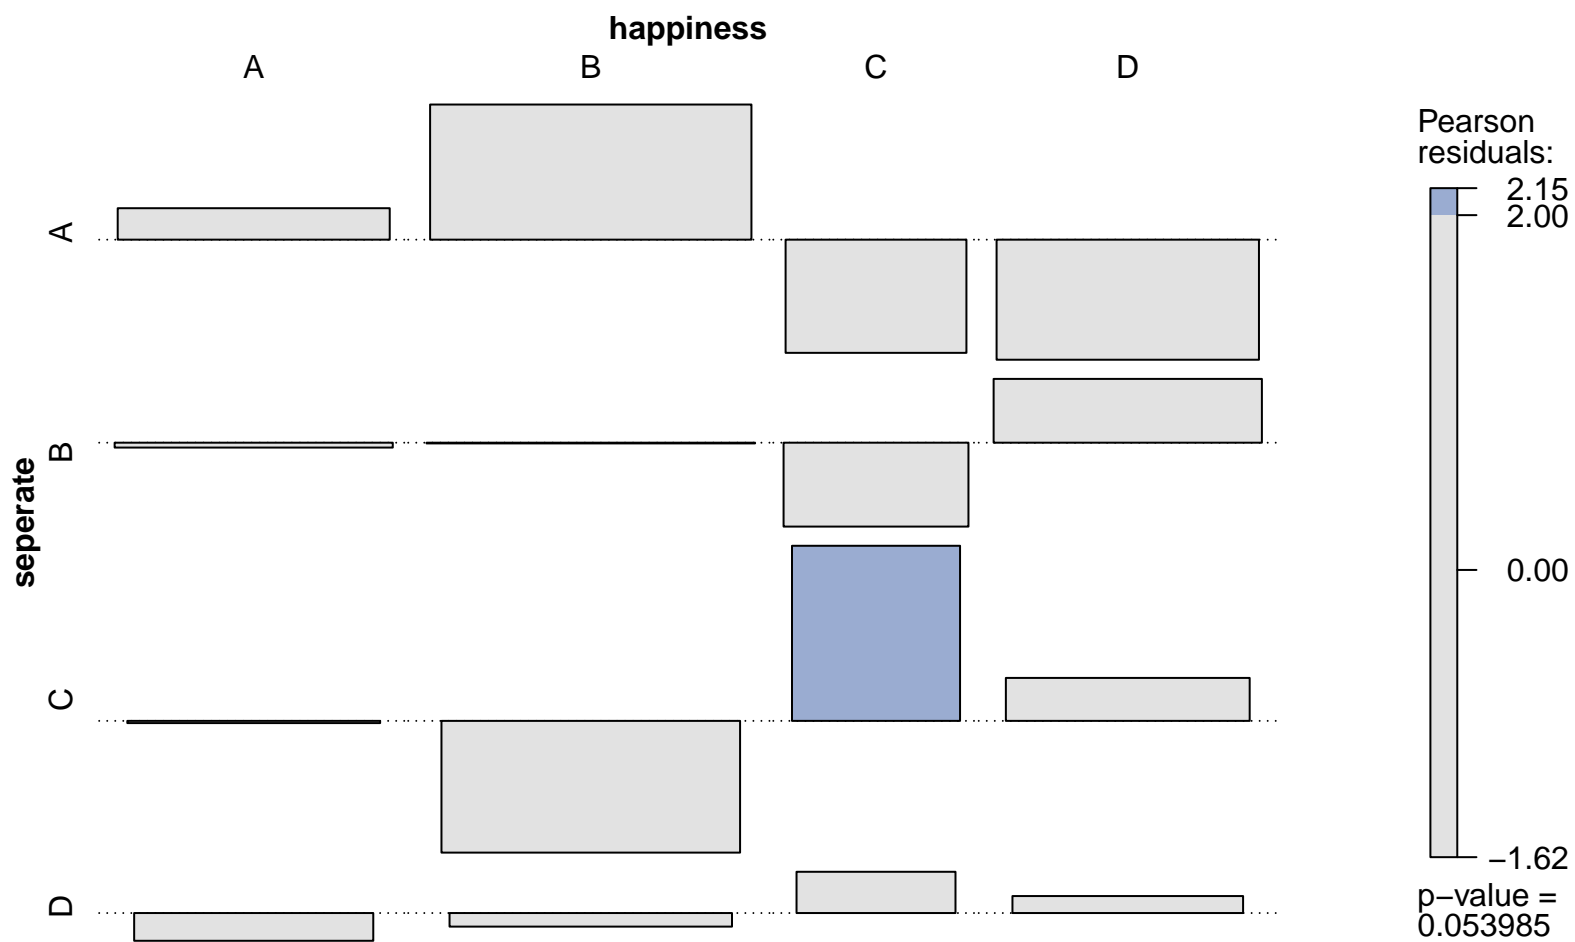 happiness
A B C D
Pearson
residuals:
2.15
2.00
0.00
−1.62
p−value =
0.053985
seperate
A
B
C
D